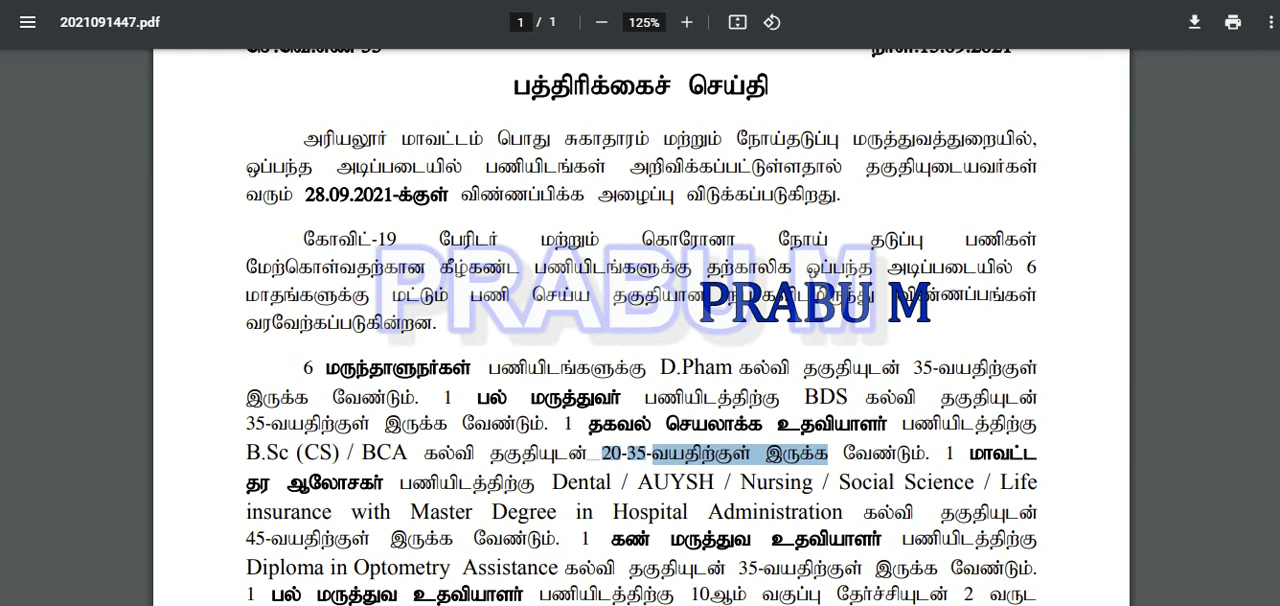 2021091447.pdf 1 / 1 125%
பத்திரிக்கைச் செய்தி
அரியலூர் மாவட்டம் பொது சுகாதாரம் மற்றும் நோய்தடுப்பு மருத்துவத்துறையில்,
ஒப்பந்த அடிப்படையில் பணியிடங்கள் அறிவிக்கப்பட்டுள்ளதால் தகுதியுடையவர்கள்
வரும் 28.09.2021-க்குள் விண்ணப்பிக்க அழைப்பு விடுக்கப்படுகிறது.
கோவிட்-19 பேரிடர் மற்றும் கொரோனா நோய் தடுப்பு பணிகள்
மேற்கொள்வதற்கான கீழ்கண்ட பணியிடங்களுக்கு தற்காலிக ஒப்பந்த அடிப்படையில் 6
மாதங்களுக்கு மட்டும் பணி செய்ய தகுதியான விண்ணப்பங்கள்
PRABU M
PRABU M
வரவேற்கப்படுகின்றன.
6 மருந்தாளுநர்கள் பணியிடங்களுக்கு D.Pham கல்வி தகுதியுடன் 35-வயதிற்குள்
இருக்க வேண்டும். 1 பல் மருத்துவர் பணியிடத்திற்கு BDS கல்வி தகுதியுடன்
35-வயதிற்குள் இருக்க வேண்டும். 1 தகவல் செயலாக்க உதவியாளர் பணியிடத்திற்கு
B.Sc (CS) / BCA கல்வி தகுதியுடன் 20-35-வயதிற்குள் இருக்க வேண்டும். 1 மாவட்ட
தர ஆலோசகர் பணியிடத்திற்கு Dental / AUYSH / Nursing / Social Science / Life
insurance with Master Degree in Hospital Administration கல்வி தகுதியுடன்
45-வயதிற்குள் இருக்க வேண்டும். 1 கண் மருத்துவ உதவியாளர் பணியிடத்திற்கு
Diploma in Optometry Assistance கல்வி தகுதியுடன் 35-வயதிற்குள் இருக்க வேண்டும்.
1 பல் மருத்துவ உதவியாளர் பணியிடத்திற்கு 10ஆம் வகுப்பு தேர்ச்சியுடன் 2 வருட